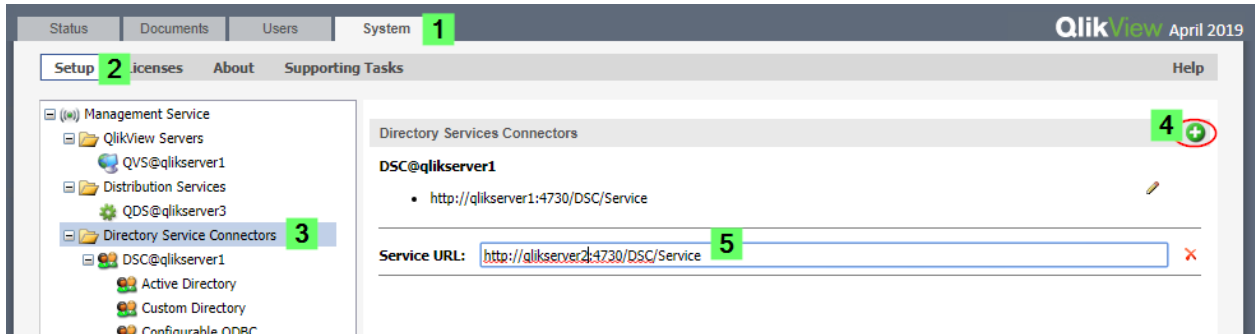 Status Documents Users System 1 QlikView April 2019
Setup 2 Licenses About Supporting Tasks Help
((●)) Management Service
QlikView Servers
QVS@qlikserver1
Distribution Services
QDS@qlikserver3
Directory Service Connectors 3
DSC@qlikserver1
Active Directory
Custom Directory
Configurable ODBC
Directory Services Connectors 4
DSC@qlikserver1
• http://qlikserver1:4730/DSC/Service
Service URL: http://qlikserver2:4730/DSC/Service 5